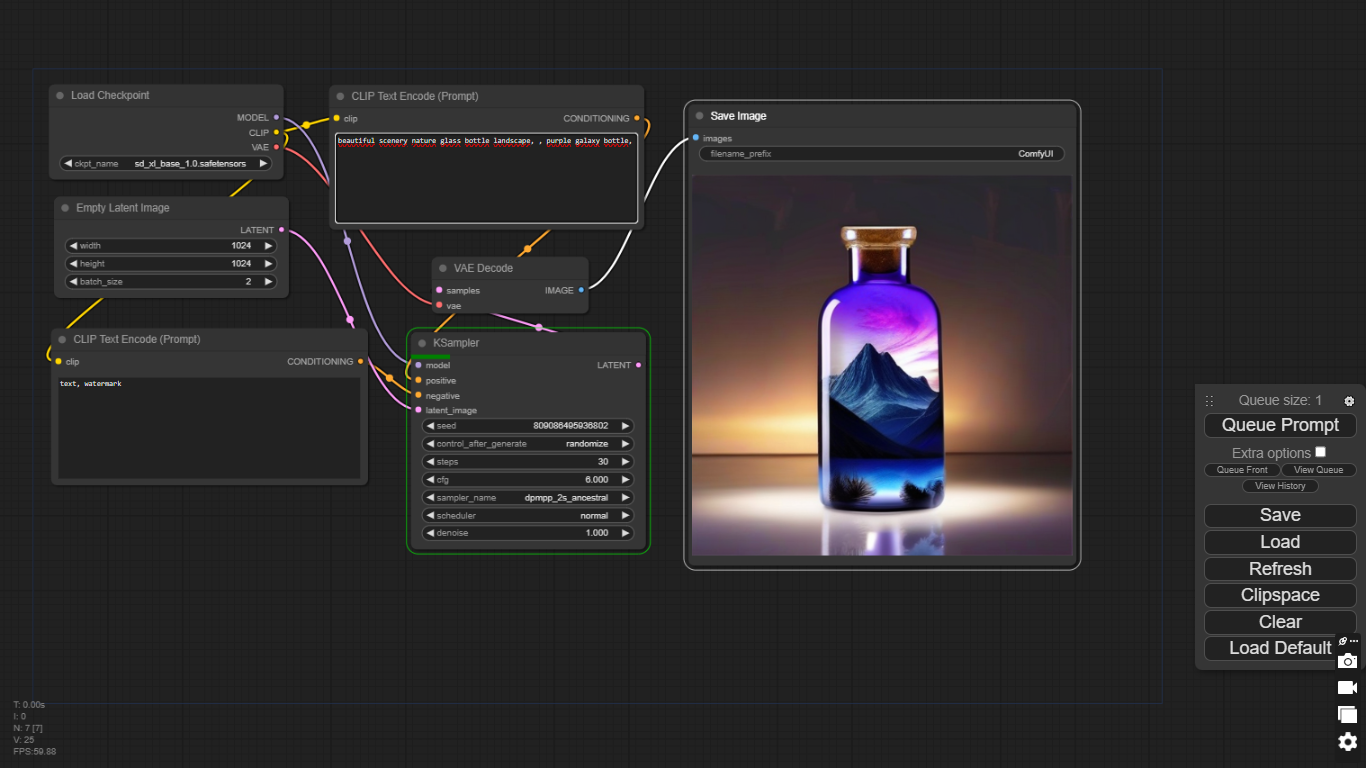 Load Checkpoint
MODEL
CLIP
VAE
ckpt_name sd_xl_base_1.0.safetensors
Empty Latent Image
LATENT
width 1024
height 1024
batch_size 2
CLIP Text Encode (Prompt)
clip CONDITIONING
text, watermark
CLIP Text Encode (Prompt)
clip CONDITIONING
beautiful scenery nature glass bottle landscape, , purple galaxy bottle,
VAE Decode
samples IMAGE
vae
KSampler
model LATENT
positive
negative
latent_image
seed 809086495936802
control_after_generate randomize
steps 30
cfg 6.000
sampler_name dpmpp_2s_ancestral
scheduler normal
denoise 1.000
Save Image
images
filename_prefix ComfyUI
Queue size: 1
Queue Prompt
Extra options
Queue Front View Queue
View History
Save
Load
Refresh
Clipspace
Clear
Load Default
T: 0.00s
I: 0
N: 7 [7]
V: 25
FPS:59.88